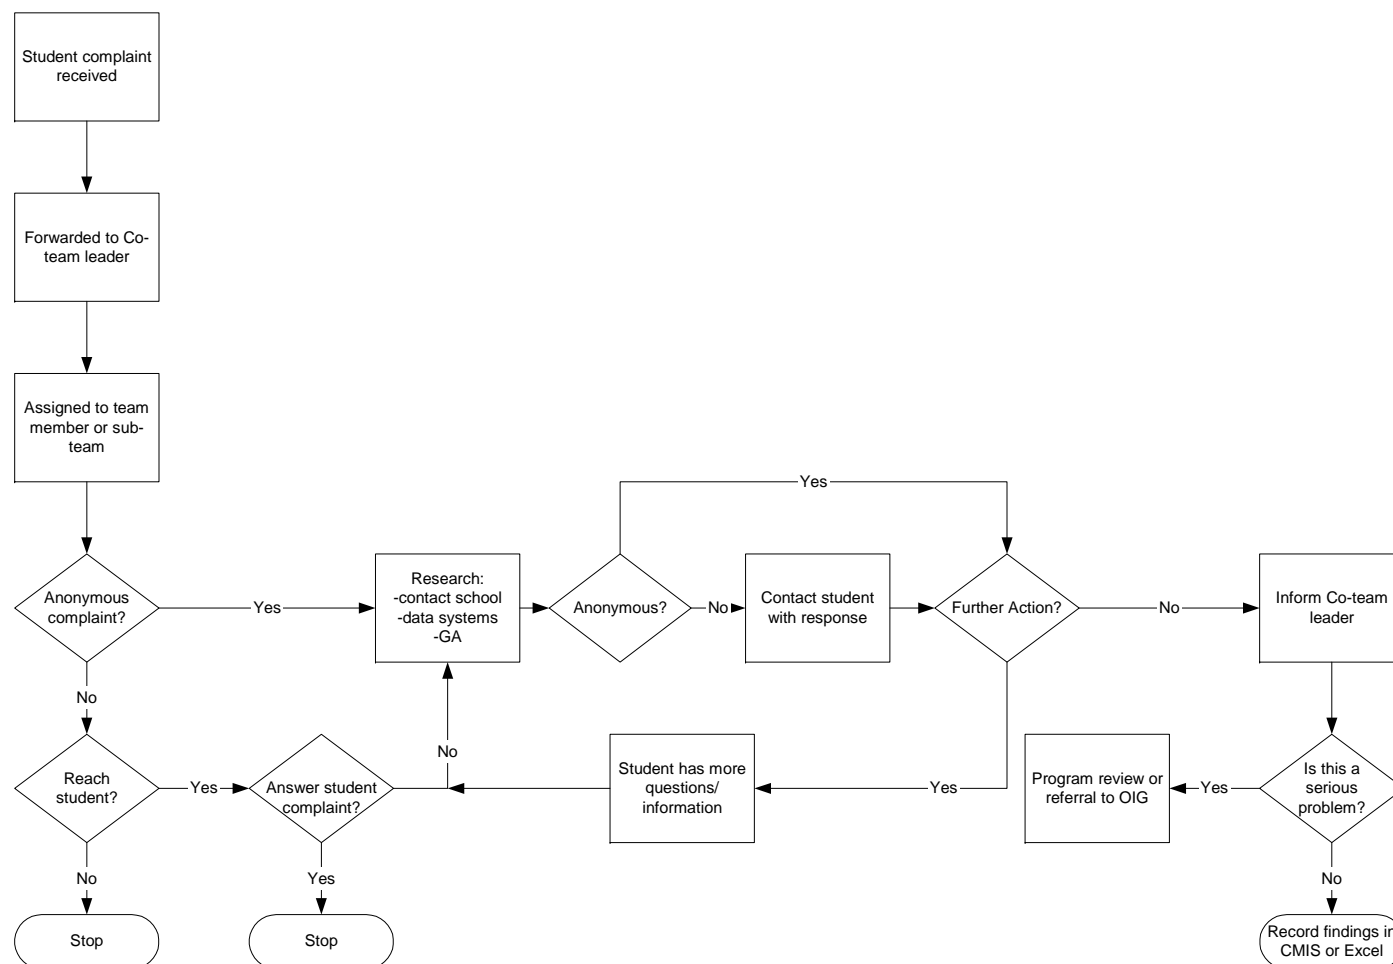 Student complaint
received
Forwarded to Co-
team leader
Assigned to team
member or sub-
team
Yes
Anonymous
complaint?
Yes
Research:
-contact school
-data systems
-GA
Anonymous?
No
Contact student
with response
Further Action?
No
Inform Co-team
leader
No
No
Reach
student?
Yes
Answer student
complaint?
Student has more
questions/
information
Yes
Program review or
referral to OIG
Yes
Is this a
serious
problem?
No
Yes
No
Stop
Stop
Record findings in
CMIS or Excel